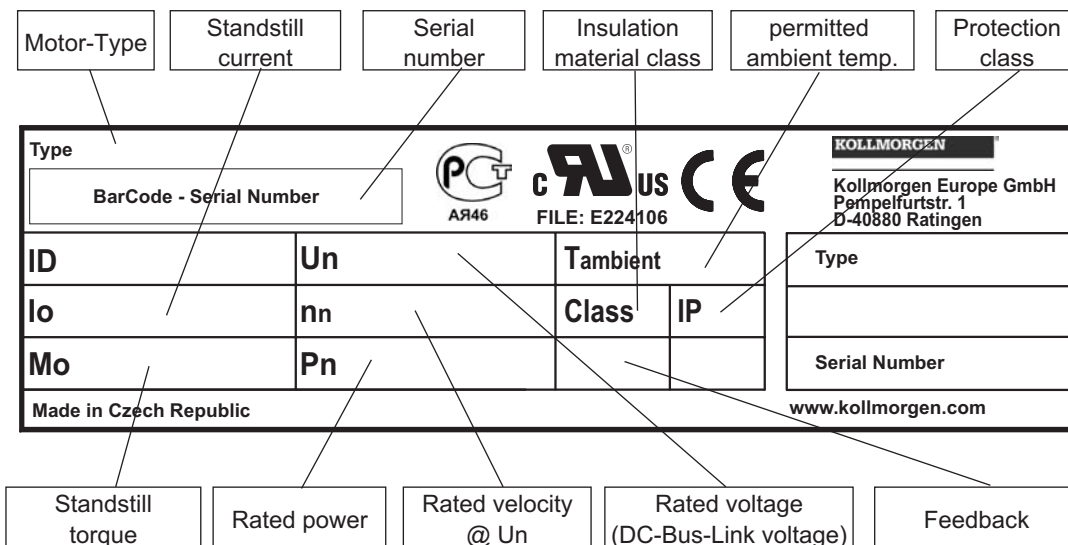 Motor-Type
Standstill
current
Serial
number
Insulation
material class
permitted
ambient temp.
Protection
class
Type
BarCode - Serial Number
РСТ
АЯ46
c UR® US
FILE: E224106
CE
KOLLMORGEN®
Kollmorgen Europe GmbH
Pempelfurtstr. 1
D-40880 Ratingen
ID
Un
Tambient
Type
Io
nn
Class
IP
Mo
Pn
Serial Number
Made in Czech Republic
www.kollmorgen.com
Standstill
torque
Rated power
Rated velocity
@ Un
Rated voltage
(DC-Bus-Link voltage)
Feedback